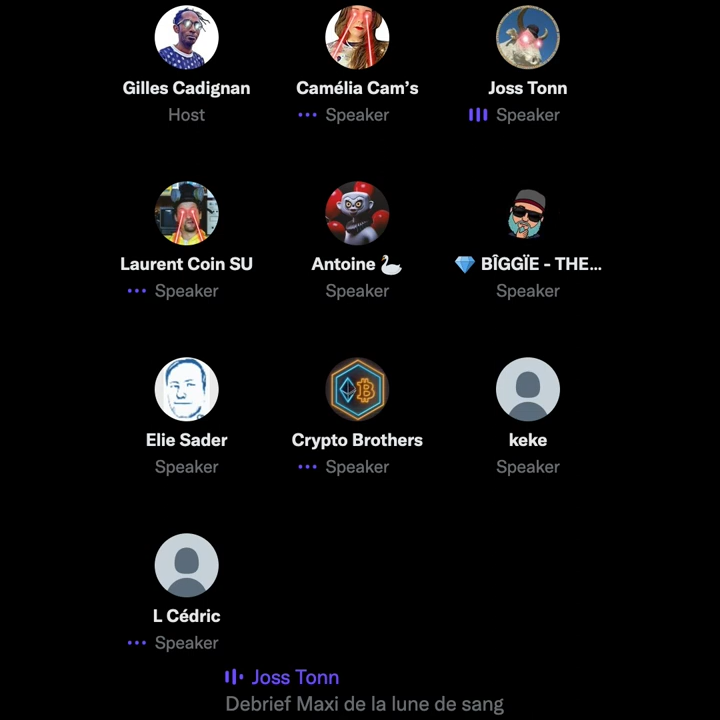 Gilles Cadignan
Host
Camélia Cam's
Speaker
Joss Tonn
Speaker
Laurent Coin SU
Speaker
Antoine 🦢
Speaker
💎 BÎGGÏE - THE...
Speaker
Elie Sader
Speaker
Crypto Brothers
Speaker
keke
Speaker
L Cédric
Speaker
Joss Tonn
Debrief Maxi de la lune de sang